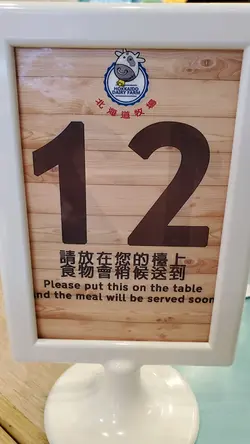 HOKKAIDO
DAIRY FARM
北海道牧場
12
請放在您的檯上
食物會稍候送到
Please put this on the table
and the meal will be served soon